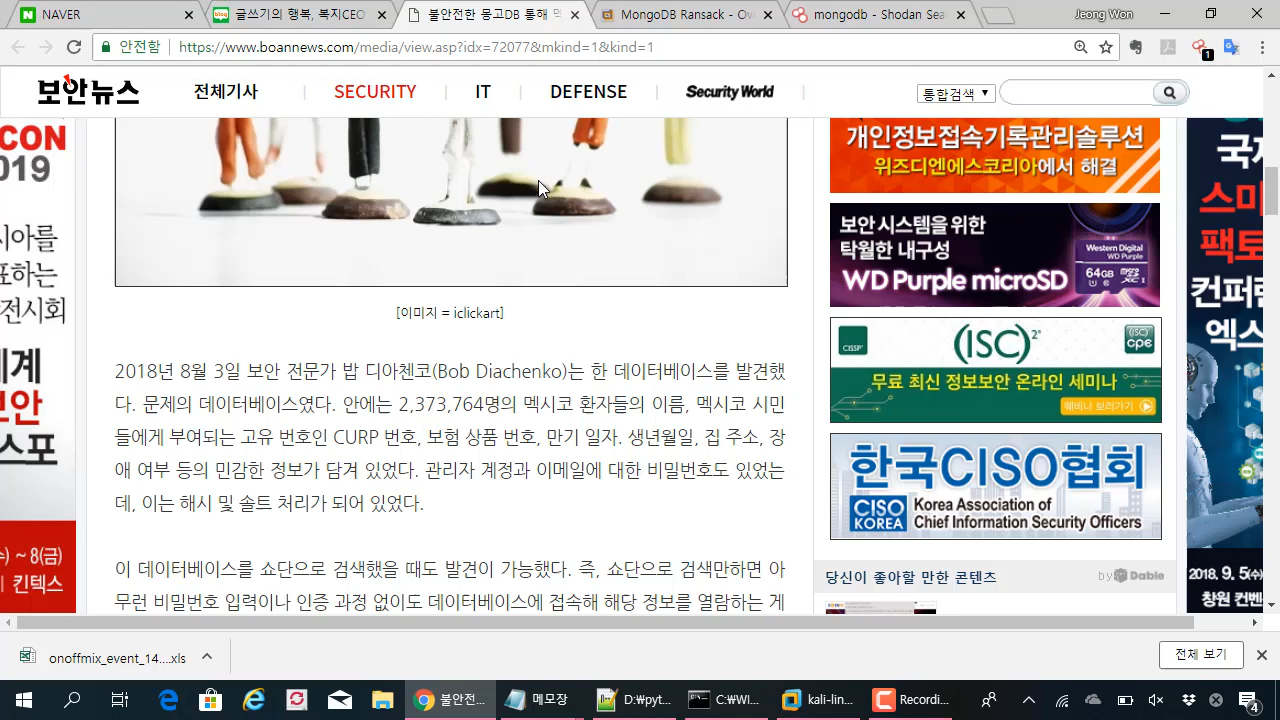 NAVER
글쓰기의 행복, 복지CEO
불안전한 몽고DB 통해 멕
MongoDB Ransack: Over
mongodb - Shodan Sea
Jeong Won
안전함
https://www.boannews.com/media/view.asp?idx=72077&mkind=1&kind=1
보안뉴스
전체기사
SECURITY
IT
DEFENSE
Security World
통합검색
CON
2019
시아를
표하는
전시회
세계
보안
스포
수) ~ 8(금)
킨텍스
[이미지 = iclickart]
2018년 8월 3일 보안 전문가 밥 디아첸코(Bob Diachenko)는 한 데이터베이스를 발견했
다. 문제의 데이터베이스였다. 안에는 2,373,764명의 멕시코 환자들의 이름, 멕시코 시민
들에게 부여되는 고유 번호인 CURP 번호, 보험 상품 번호, 만기 일자. 생년월일, 집 주소, 장
애 여부 등의 민감한 정보가 담겨 있었다. 관리자 계정과 이메일에 대한 비밀번호도 있었는
데, 이는 해시 및 솔트 처리가 되어 있었다.
이 데이터베이스를 쇼단으로 검색했을 때도 발견이 가능했다. 즉, 쇼단으로 검색만하면 아
무런 비밀번호 입력이나 인증 과정 없이도 데이터베이스에 접속해 해당 정보를 열람하는 게
개인정보접속기록관리솔루션
위즈디엔에스코리아에서 해결
보안 시스템을 위한
탁월한 내구성
WD Purple microSD
Western Digital
WD Purple
64GB
CISSP
(ISC)²
(ISC)²
cpe
무료 최신 정보보안 온라인 세미나
웨비나 보러가기
한국CISO협회
CISO
KOREA
Korea Association of
Chief Information Security Officers
당신이 좋아할 만한 콘텐츠
by Dable
국제
스마
팩토
컨퍼런
엑스
2018. 9. 5(수)
창원 컨벤
onoffmix_event_14....xls
전체 보기
불안전...
메모장
D:₩pyt...
C:₩WI...
kali-lin...
Recordi...
4